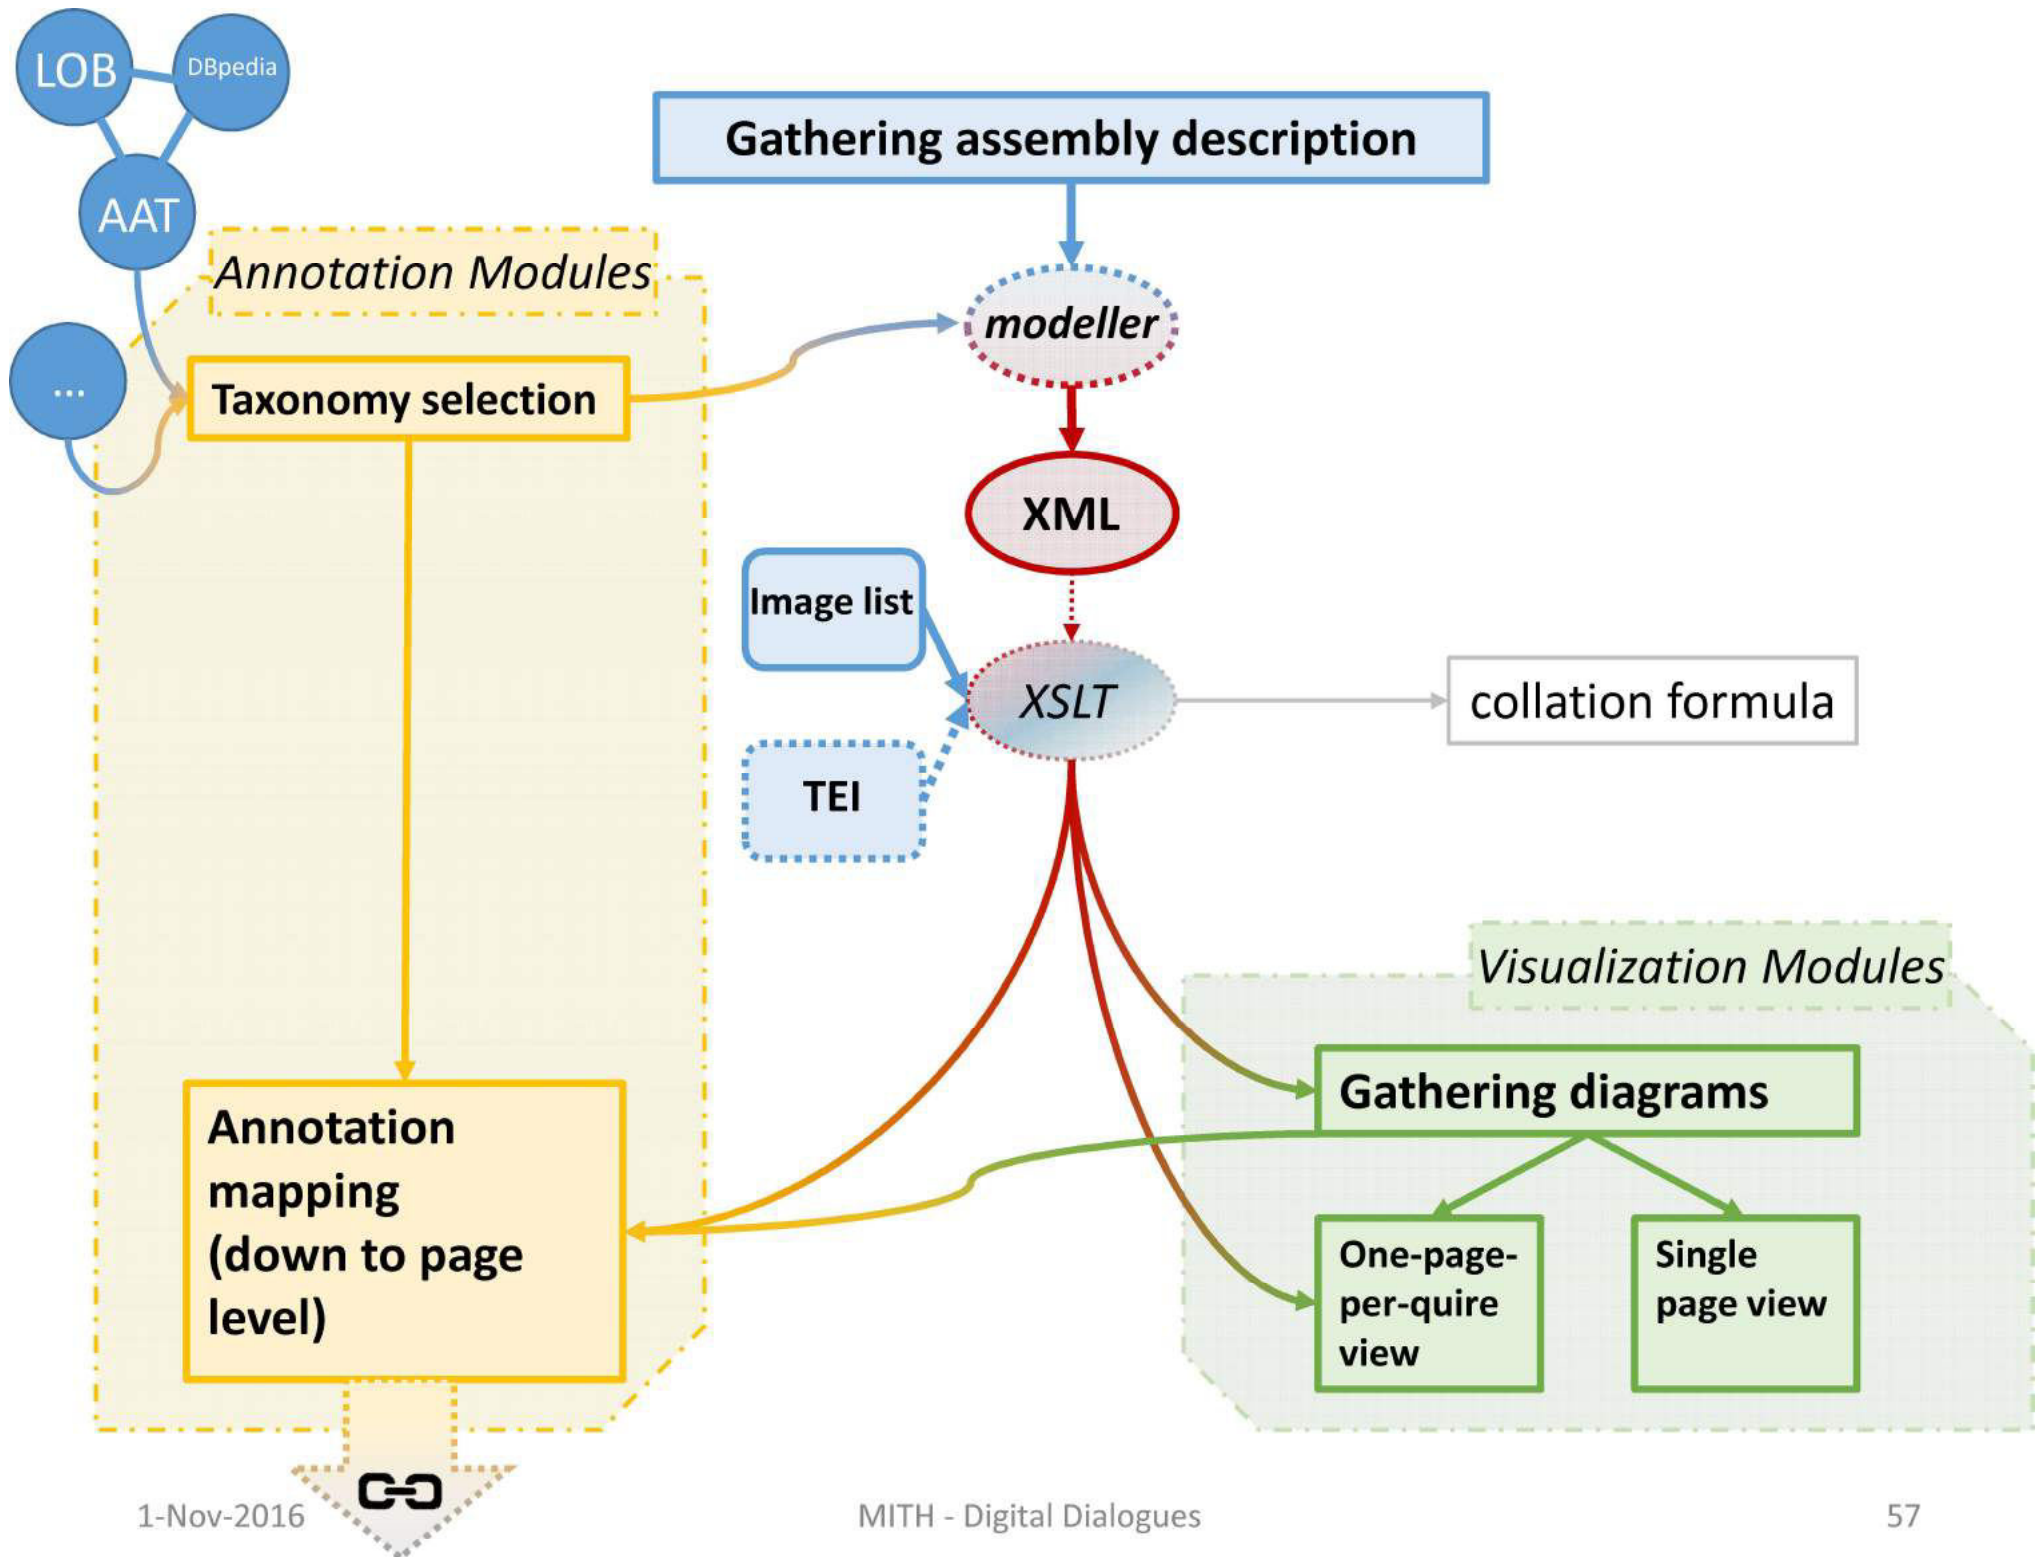 LOB
DBpedia
AAT
...
Gathering assembly description
Annotation Modules
modeller
Taxonomy selection
XML
Image list
XSLT
collation formula
TEI
Visualization Modules
Gathering diagrams
Annotation
mapping
(down to page
level)
One-page-
per-quire
view
Single
page view
1-Nov-2016
MITH - Digital Dialogues
57